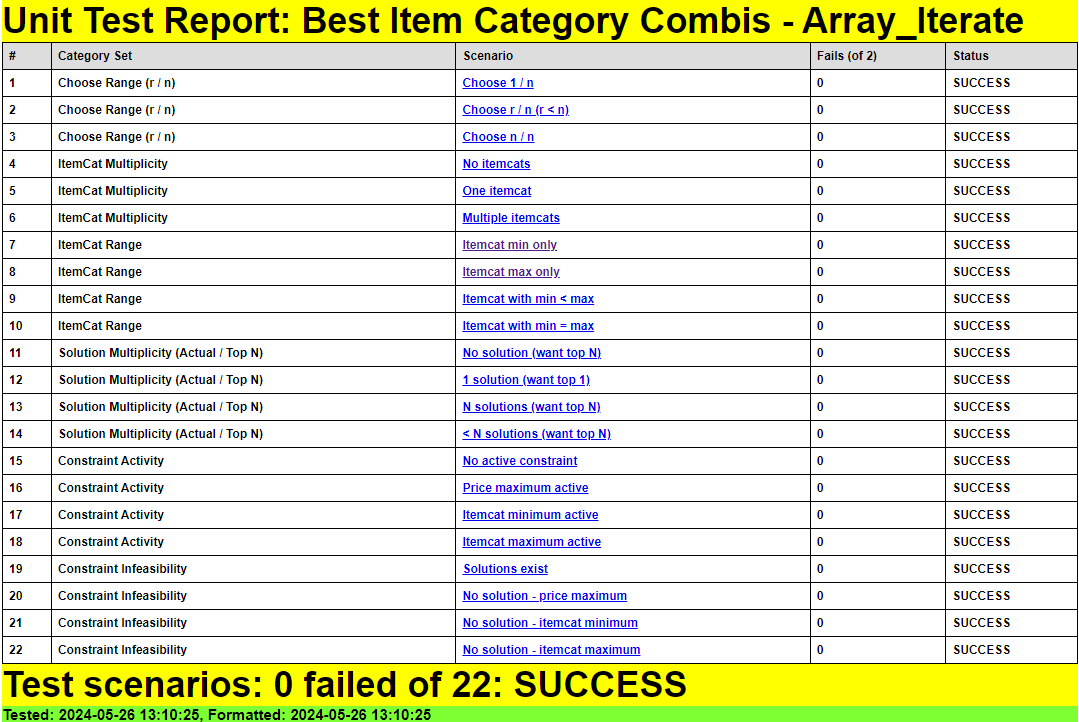 Unit Test Report: Best Item Category Combis - Array_Iterate
# Category Set Scenario Fails (of 2) Status
1 Choose Range (r / n) Choose 1 / n 0 SUCCESS
2 Choose Range (r / n) Choose r / n (r < n) 0 SUCCESS
3 Choose Range (r / n) Choose n / n 0 SUCCESS
4 ItemCat Multiplicity No itemcats 0 SUCCESS
5 ItemCat Multiplicity One itemcat 0 SUCCESS
6 ItemCat Multiplicity Multiple itemcats 0 SUCCESS
7 ItemCat Range Itemcat min only 0 SUCCESS
8 ItemCat Range Itemcat max only 0 SUCCESS
9 ItemCat Range Itemcat with min < max 0 SUCCESS
10 ItemCat Range Itemcat with min = max 0 SUCCESS
11 Solution Multiplicity (Actual / Top N) No solution (want top N) 0 SUCCESS
12 Solution Multiplicity (Actual / Top N) 1 solution (want top 1) 0 SUCCESS
13 Solution Multiplicity (Actual / Top N) N solutions (want top N) 0 SUCCESS
14 Solution Multiplicity (Actual / Top N) < N solutions (want top N) 0 SUCCESS
15 Constraint Activity No active constraint 0 SUCCESS
16 Constraint Activity Price maximum active 0 SUCCESS
17 Constraint Activity Itemcat minimum active 0 SUCCESS
18 Constraint Activity Itemcat maximum active 0 SUCCESS
19 Constraint Infeasibility Solutions exist 0 SUCCESS
20 Constraint Infeasibility No solution - price maximum 0 SUCCESS
21 Constraint Infeasibility No solution - itemcat minimum 0 SUCCESS
22 Constraint Infeasibility No solution - itemcat maximum 0 SUCCESS
Test scenarios: 0 failed of 22: SUCCESS
Tested: 2024-05-26 13:10:25, Formatted: 2024-05-26 13:10:25